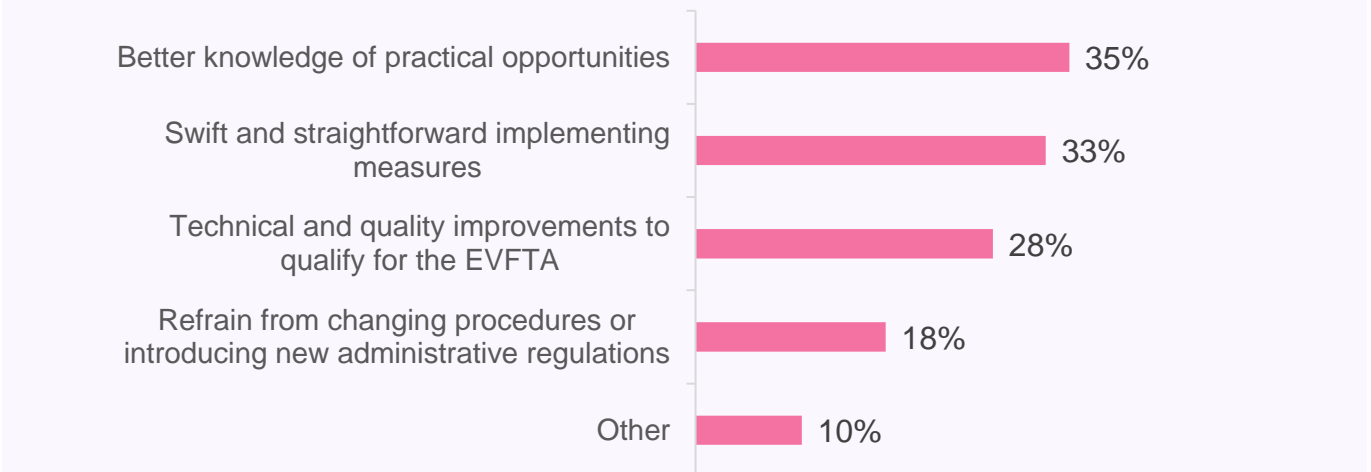 Better knowledge of practical opportunities
35%
Swift and straightforward implementing
measures
33%
Technical and quality improvements to
qualify for the EVFTA
28%
Refrain from changing procedures or
introducing new administrative regulations
18%
Other
10%